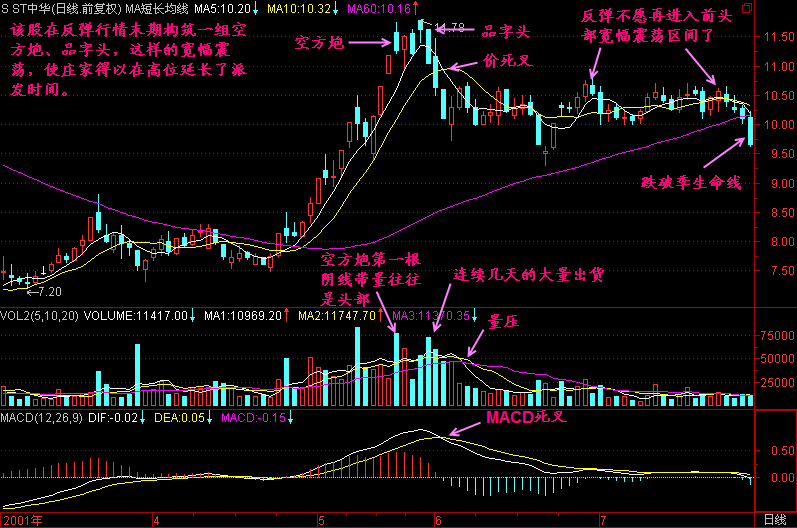 S ST中华(日线,前复权) MA短长均线 MA5:10.20↓ MA10:10.32↓ MA60:10.16↑
该股在反弹行情末期构筑一组空
方炮、品字头，这样的宽幅震
荡，使庄家得以在高位延长了派
发时间。
空方炮
11.78
品字头
价死叉
反弹不愿再进入前头
部宽幅震荡区间了
跌破季生命线
11.50
11.00
10.50
10.00
9.50
9.00
8.50
8.00
7.50
←7.20
空方炮第一根
阴线带量往往
是头部
连续几天的大量出货
VOL2(5,10,20) VOLUME:11417.00↓ MA1:10969.20↑ MA2:11747.70↑ MA3:11370.35↓
量压
75000
50000
25000
MACD(12,26,9) DIF:-0.02↓ DEA:0.05↓ MACD:-0.15↓
MACD死叉
0.50
0.00
2001年 4 5 6 7 日线